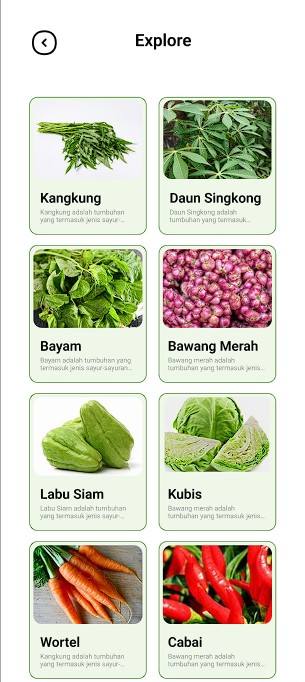 Explore
Kangkung
Kangkung adalah tumbuhan
yang termasuk jenis sayur-...
Daun Singkong
Daun Singkong adalah
tumbuhan yang termasuk...
Bayam
Bayam adalah tumbuhan yang
termasuk jenis sayur-sayuran...
Bawang Merah
Bawang merah adalah
tumbuhan yang termasuk jenis...
Labu Siam
Labu Siam adalah tumbuhan
yang termasuk jenis sayur-...
Kubis
Bawang merah adalah
tumbuhan yang termasuk jenis...
Wortel
Kangkung adalah tumbuhan
yang termasuk jenis sayur-...
Cabai
Bawang merah adalah
tumbuhan yang termasuk jenis...